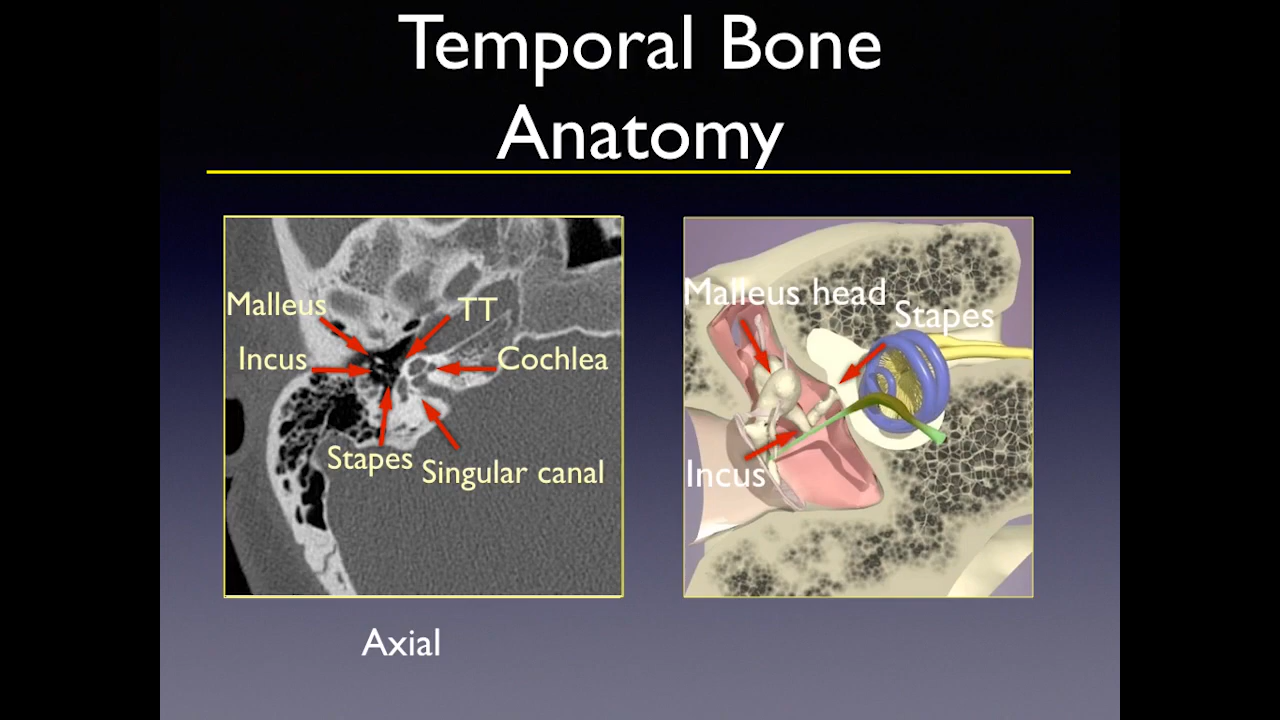 Temporal Bone
Anatomy
Malleus
TT
Incus
Cochlea
Stapes
Singular canal
Malleus head
Stapes
Incus
Axial